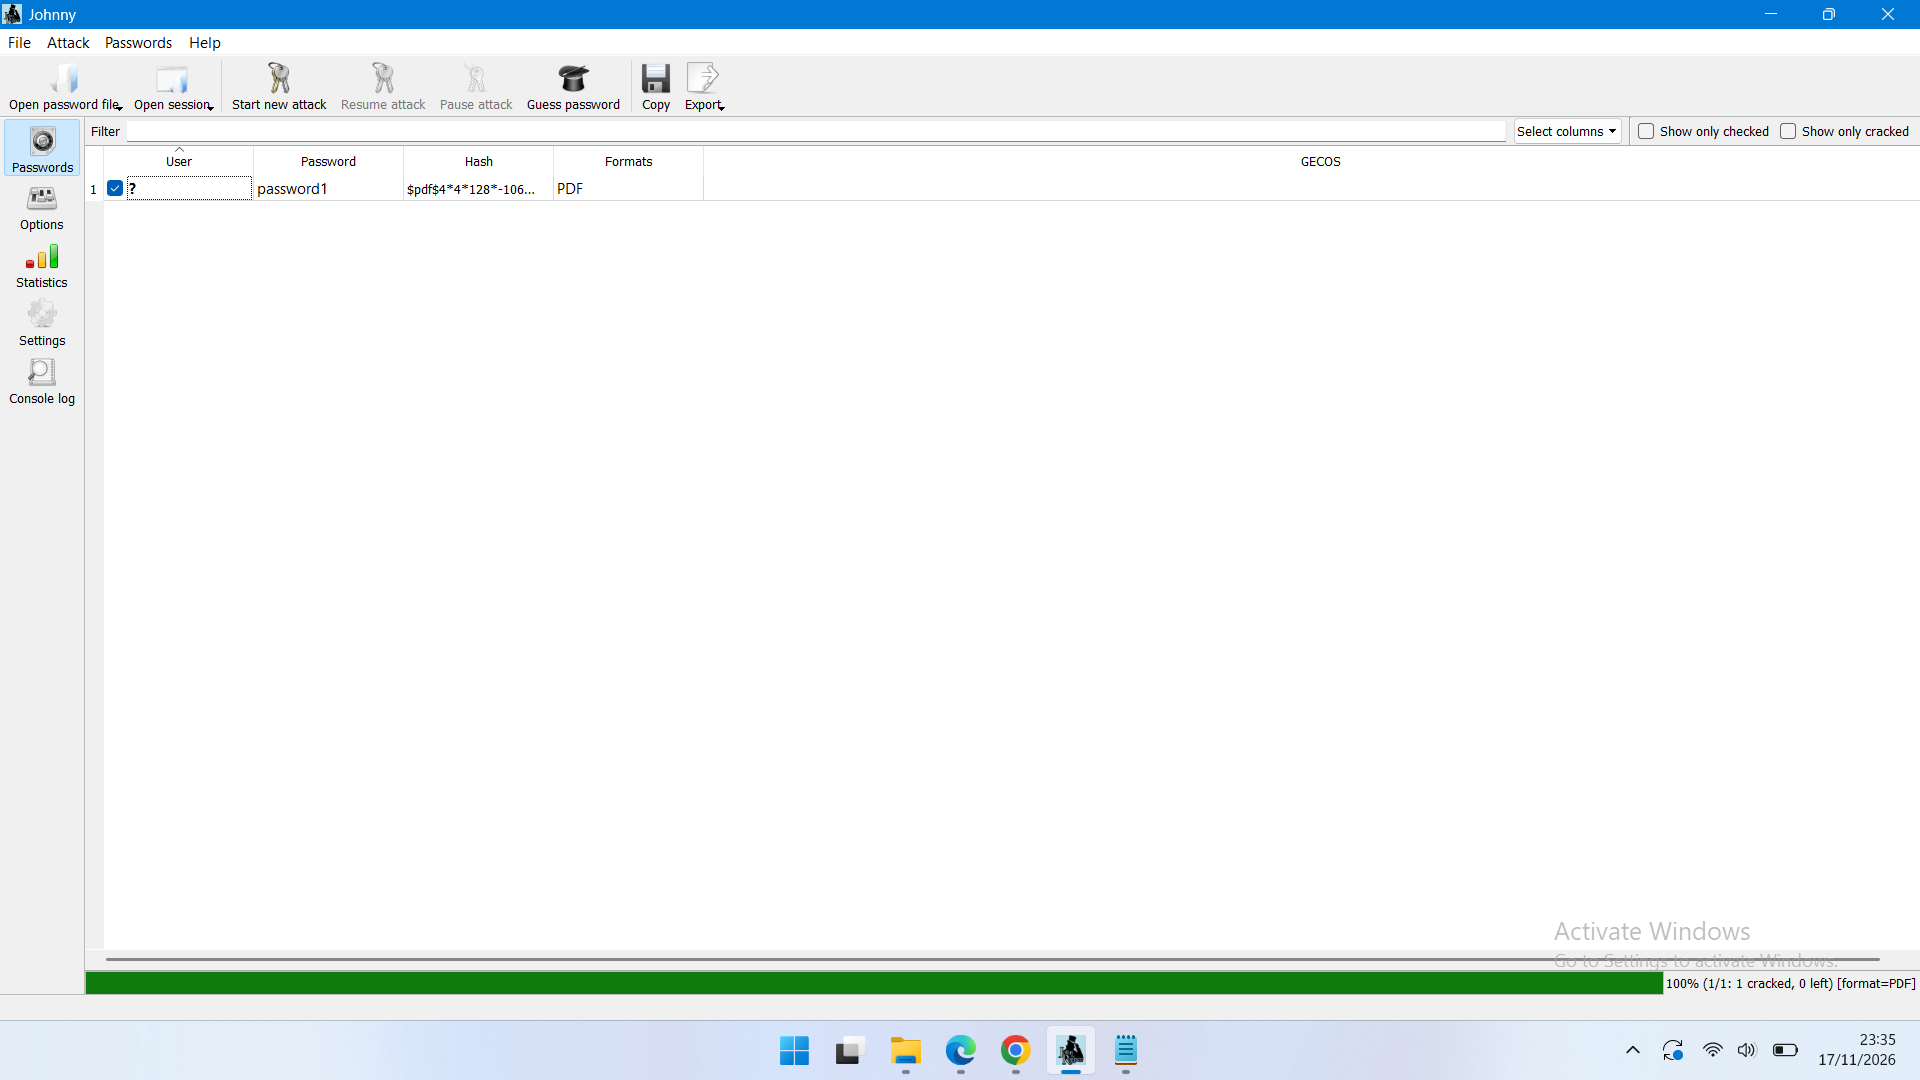 Johnny
File Attack Passwords Help
Open password file Open session Start new attack Resume attack Pause attack Guess password Copy Export
Filter Select columns Show only checked Show only cracked
User Password Hash Formats GECOS
1 ? password1 $pdf$4*4*128*-106... PDF
Passwords
Options
Statistics
Settings
Console log
Activate Windows
Go to Settings to activate Windows.
100% (1/1: 1 cracked, 0 left) [format=PDF]
23:35
17/11/2026